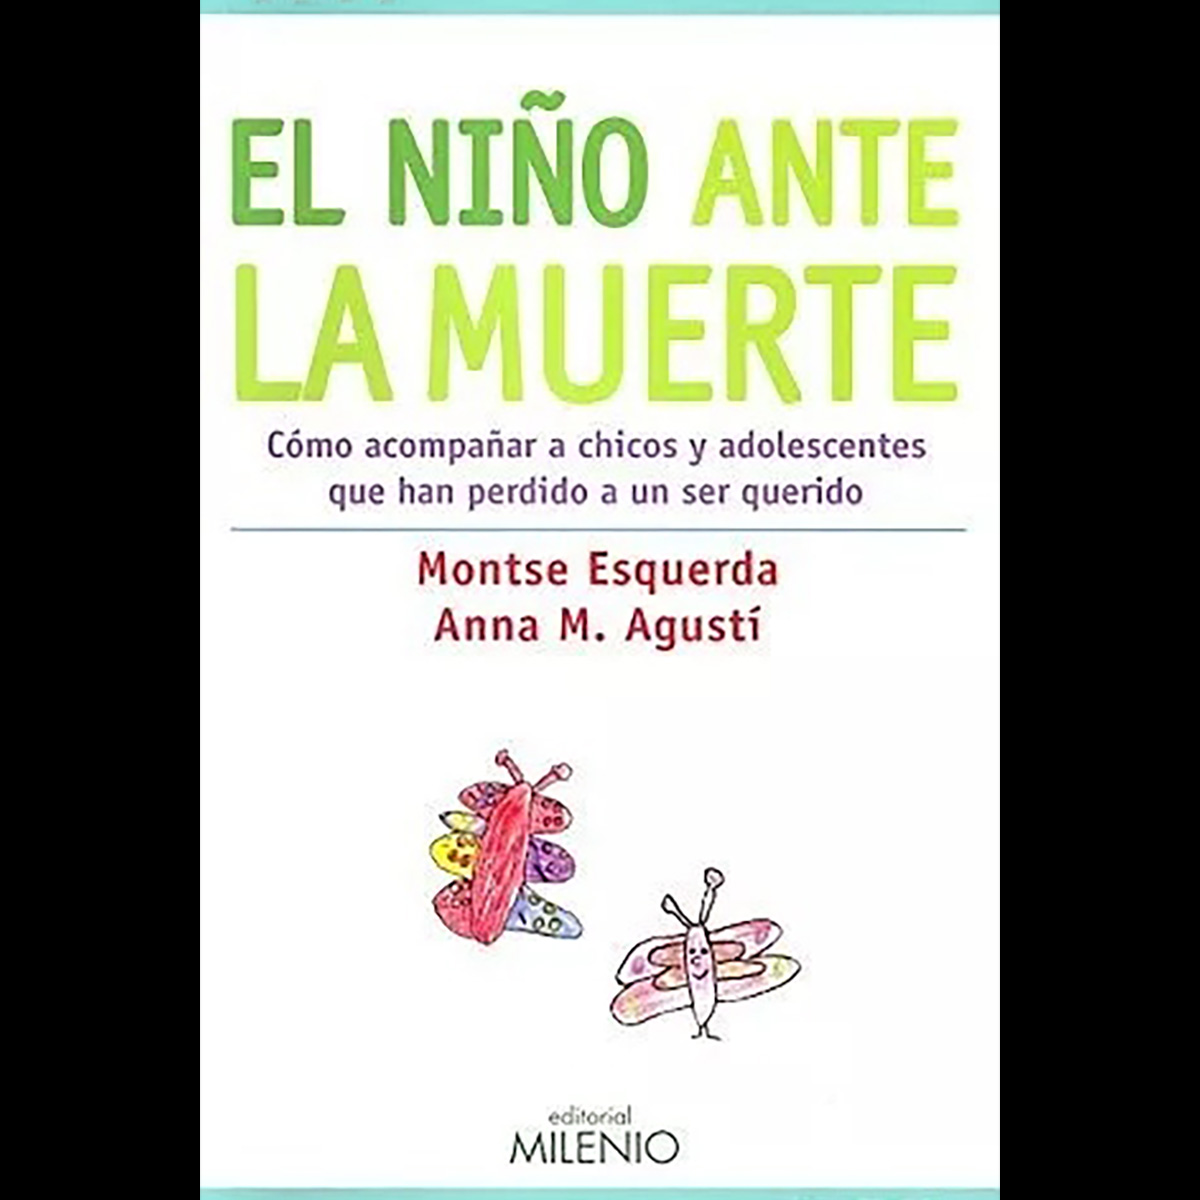 EL NIÑO ANTE
LA MUERTE
Cómo acompañar a chicos y adolescentes
que han perdido a un ser querido
Montse Esquerda
Anna M. Agustí
editorial
MILENIO